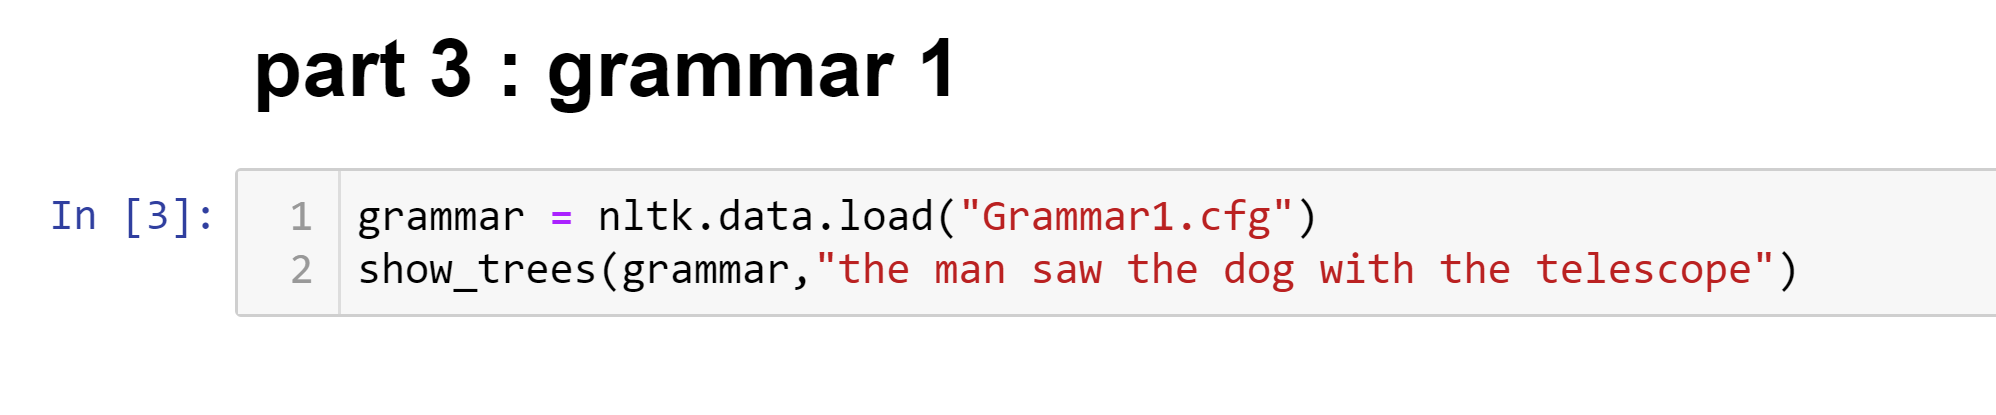 part 3 : grammar 1
In [3]:
1 grammar = nltk.data.load("Grammar1.cfg")
2 show_trees(grammar,"the man saw the dog with the telescope")